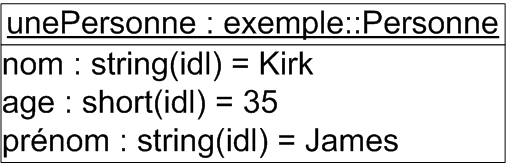 unePersonne : exemple::Personne
nom : string(idl) = Kirk
age : short(idl) = 35
prénom : string(idl) = James